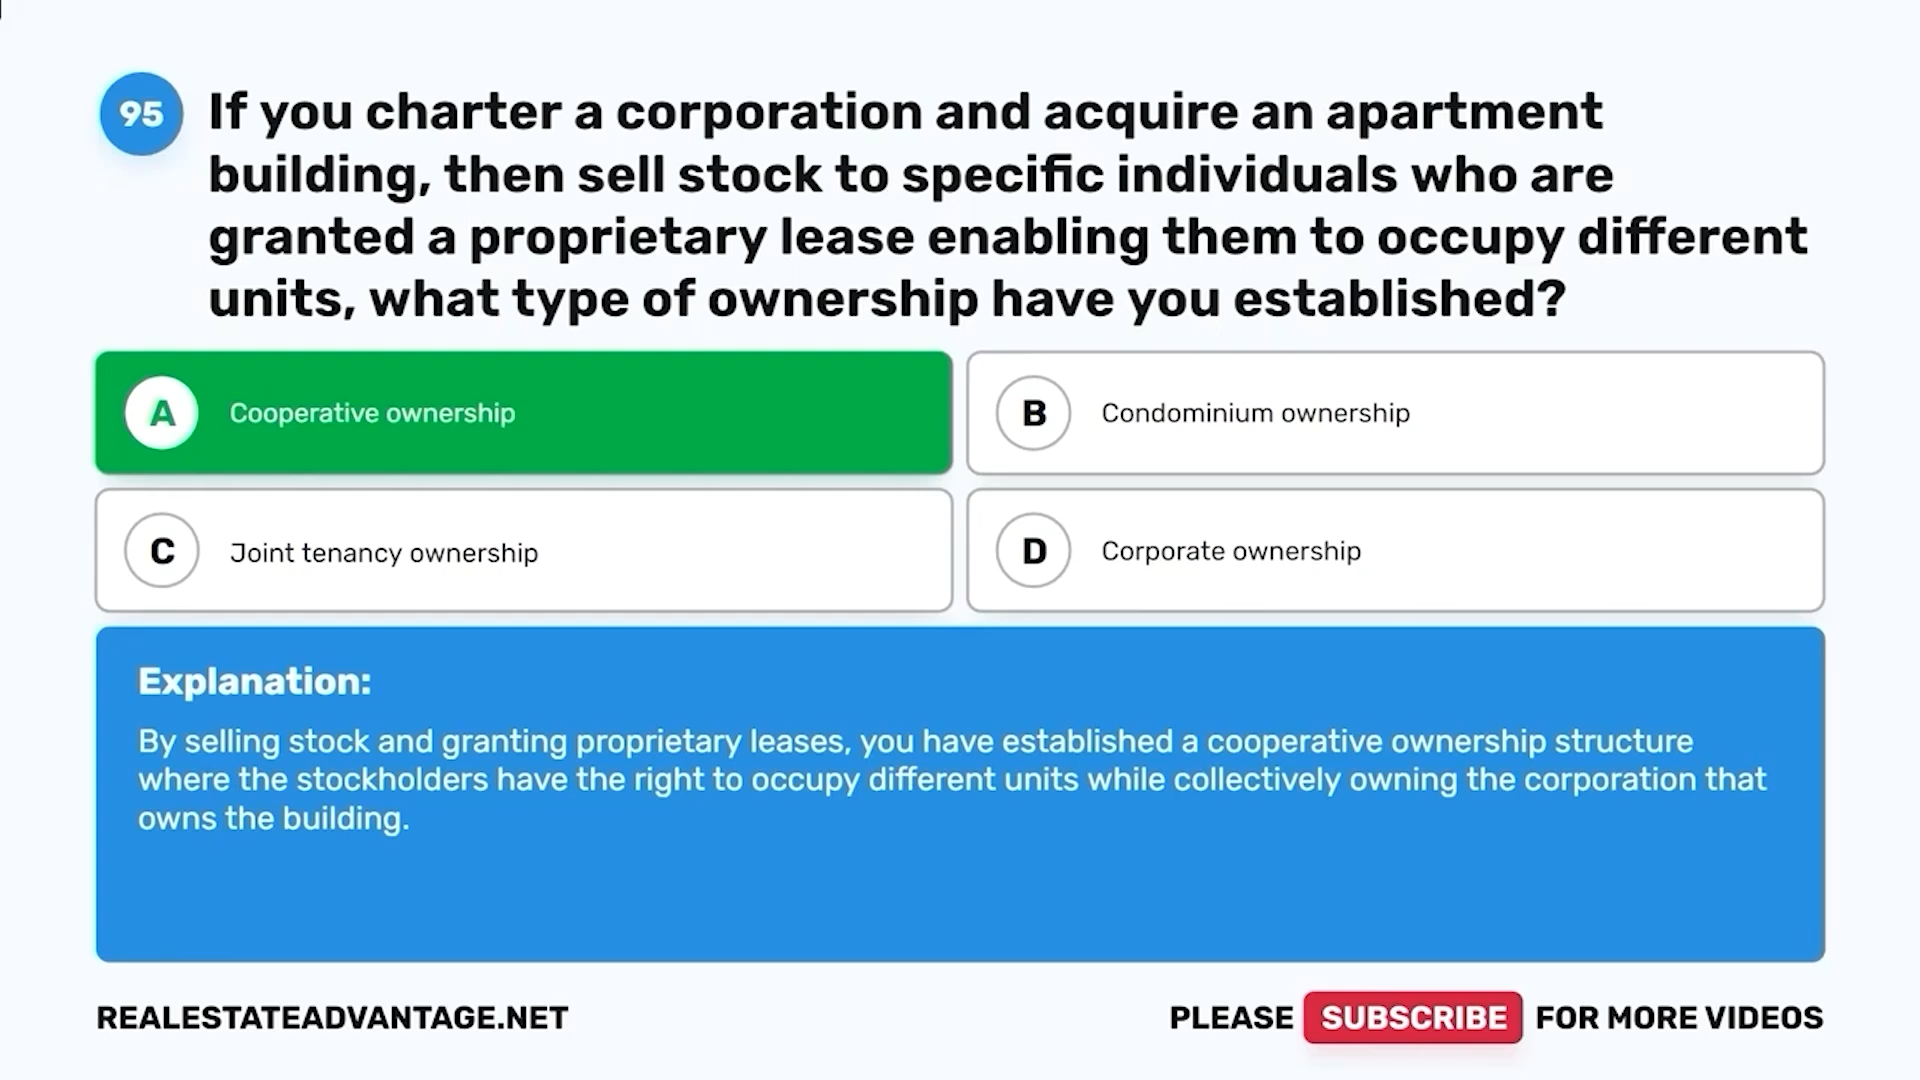 95
If you charter a corporation and acquire an apartment
building, then sell stock to specific individuals who are
granted a proprietary lease enabling them to occupy different
units, what type of ownership have you established?
A Cooperative ownership
B Condominium ownership
C Joint tenancy ownership
D Corporate ownership
Explanation:
By selling stock and granting proprietary leases, you have established a cooperative ownership structure
where the stockholders have the right to occupy different units while collectively owning the corporation that
owns the building.
REALESTATEADVANTAGE.NET
PLEASE SUBSCRIBE FOR MORE VIDEOS